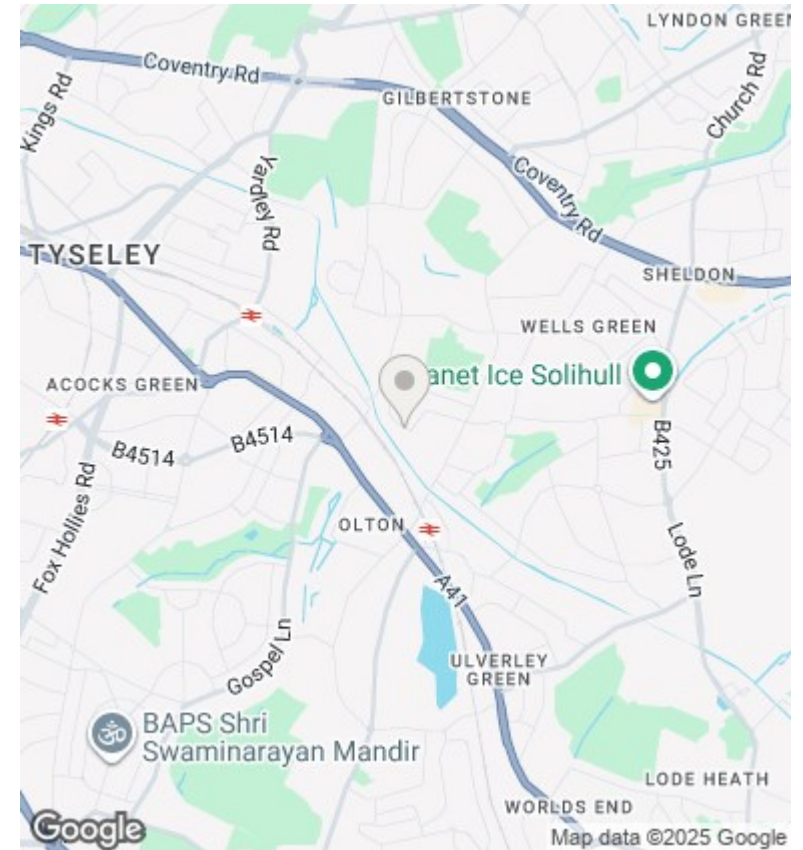 LYNDON GREEN
Coventry Rd
Church Rd
Kings Rd
GILBERTSTONE
Yardley Rd
Coventry Rd
TYSELEY
SHELDON
WELLS GREEN
anet Ice Solihull
ACOCKS GREEN
B4514
B4514
B425
Fox Hollies Rd
OLTON
Lode Ln
A41
Gospel Ln
ULVERLEY
GREEN
BAPS Shri
Swaminarayan Mandir
LODE HEATH
WORLDS END
Google
Map data ©2025 Google